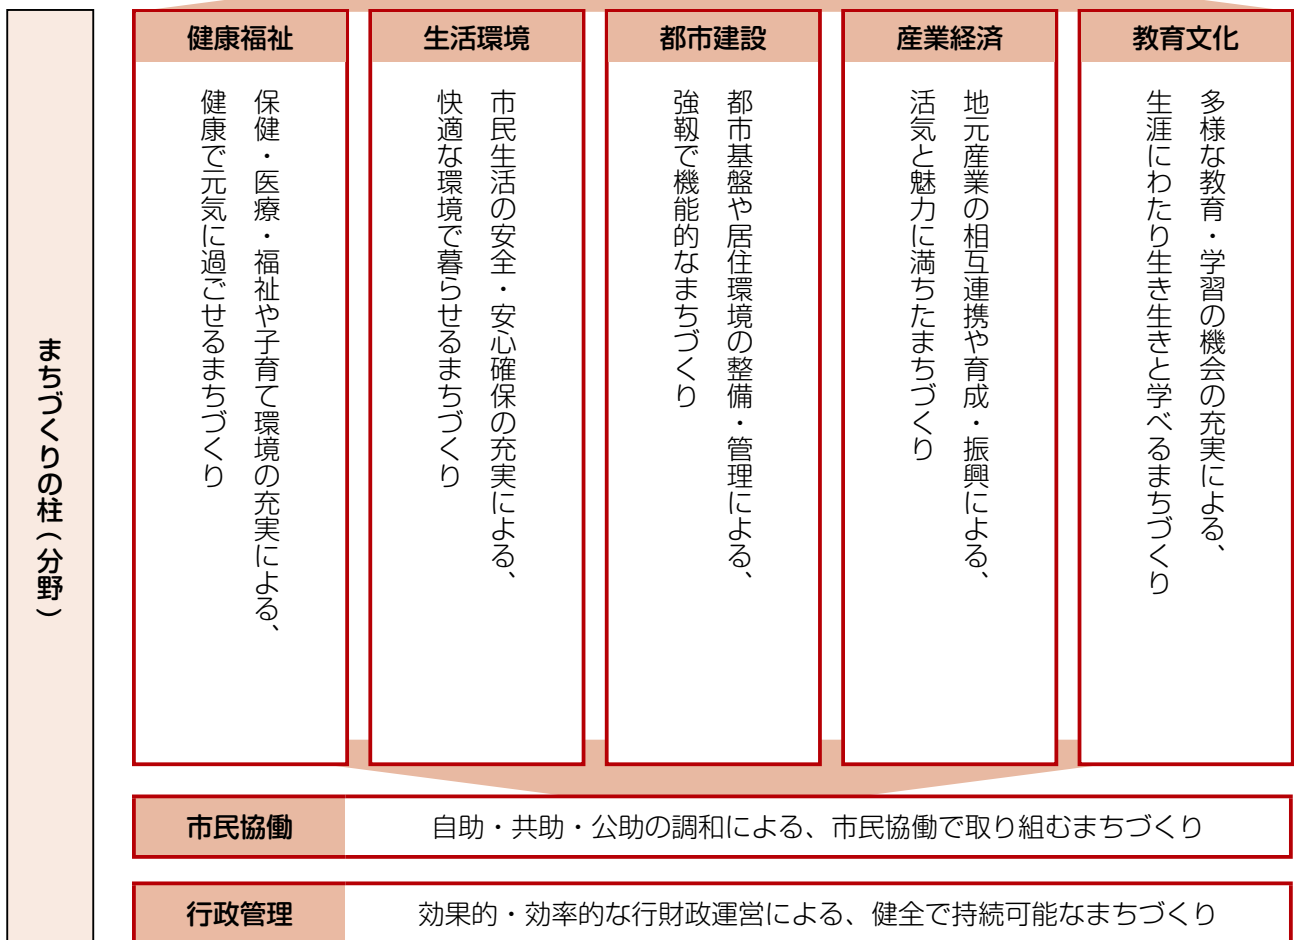 まちづくりの柱（分野）
健康福祉
保健・医療・福祉や子育て環境の充実による、
健康で元気に過ごせるまちづくり
生活環境
市民生活の安全・安心確保の充実による、
快適な環境で暮らせるまちづくり
都市建設
都市基盤や居住環境の整備・管理による、
強靱で機能的なまちづくり
産業経済
地元産業の相互連携や育成・振興による、
活気と魅力に満ちたまちづくり
教育文化
多様な教育・学習の機会の充実による、
生涯にわたり生き生きと学べるまちづくり
市民協働
自助・共助・公助の調和による、市民協働で取り組むまちづくり
行政管理
効果的・効率的な行財政運営による、健全で持続可能なまちづくり